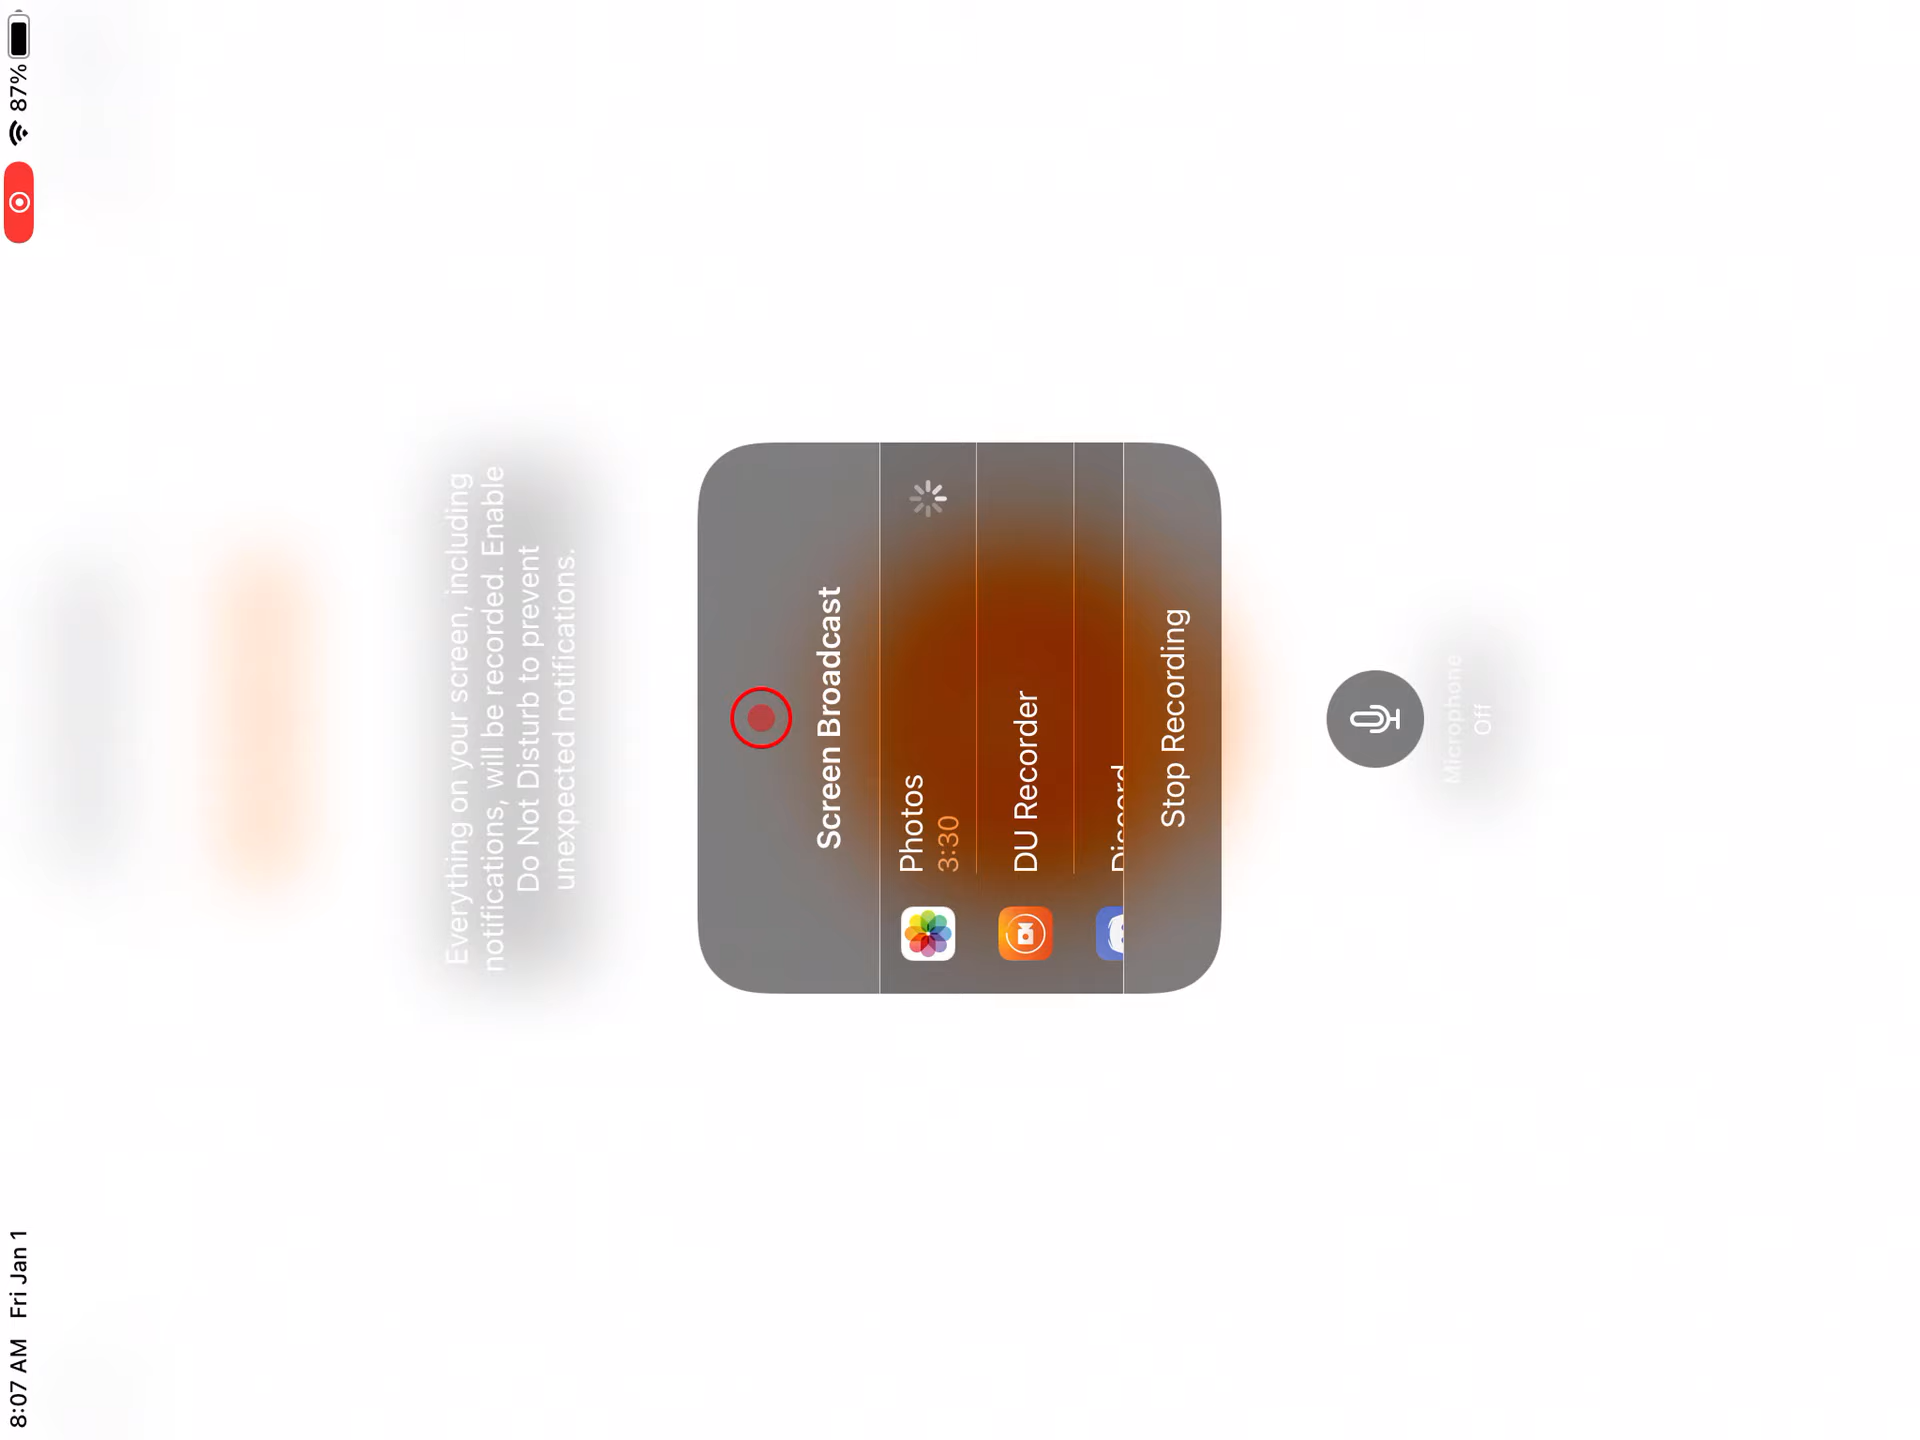 8:07 AM Fri Jan 1
87%
Everything on your screen, including
notifications, will be recorded. Enable
Do Not Disturb to prevent
unexpected notifications.
Screen Broadcast
Photos
3:30
DU Recorder
Discord
Stop Recording
Microphone
Off